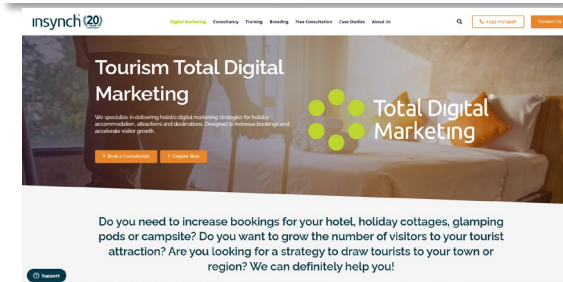 insynch 20
Digital Marketing Consultancy Training Branding Free Consultation Case Studies About Us
Contact Us
Tourism Total Digital
Marketing
We specialise in delivering holistic digital marketing strategies for holiday
accommodation, attractions and destinations. Designed to increase bookings and
accelerate visitor growth.
Book a Consultation
Enquire Now
Total Digital
Marketing
Do you need to increase bookings for your hotel, holiday cottages, glamping
pods or campsite? Do you want to grow the number of visitors to your tourist
attraction? Are you looking for a strategy to draw tourists to your town or
region? We can definitely help you!
Support